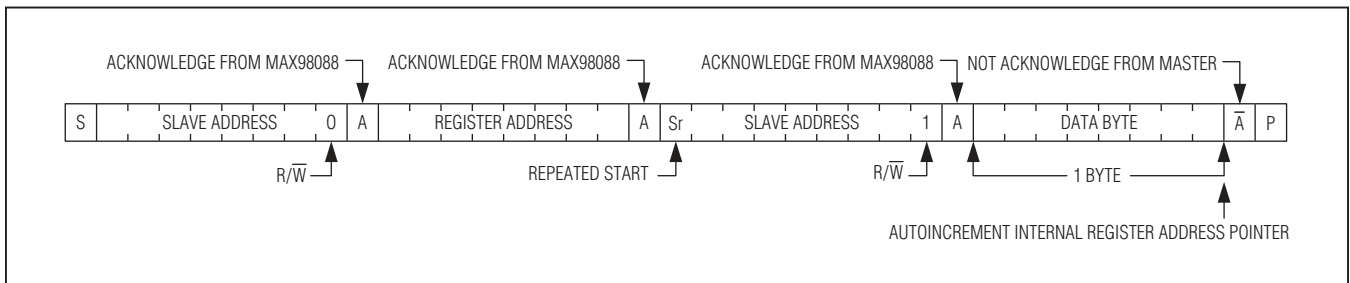 ACKNOWLEDGE FROM MAX98088 ACKNOWLEDGE FROM MAX98088 ACKNOWLEDGE FROM MAX98088 NOT ACKNOWLEDGE FROM MASTER
S SLAVE ADDRESS 0 A REGISTER ADDRESS A Sr SLAVE ADDRESS 1 A DATA BYTE A̅ P
R/W̅ REPEATED START R/W̅ 1 BYTE
AUTOINCREMENT INTERNAL REGISTER ADDRESS POINTER